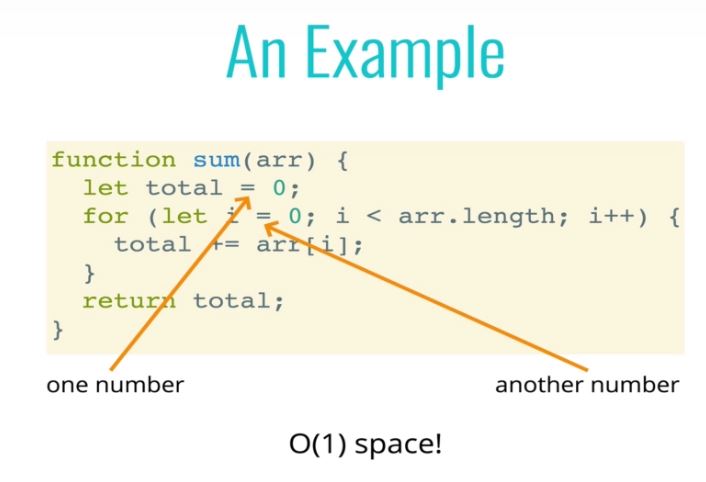 An Example
function sum(arr) {
  let total = 0;
  for (let i = 0; i < arr.length; i++) {
    total += arr[i];
  }
  return total;
}
one number
another number
O(1) space!